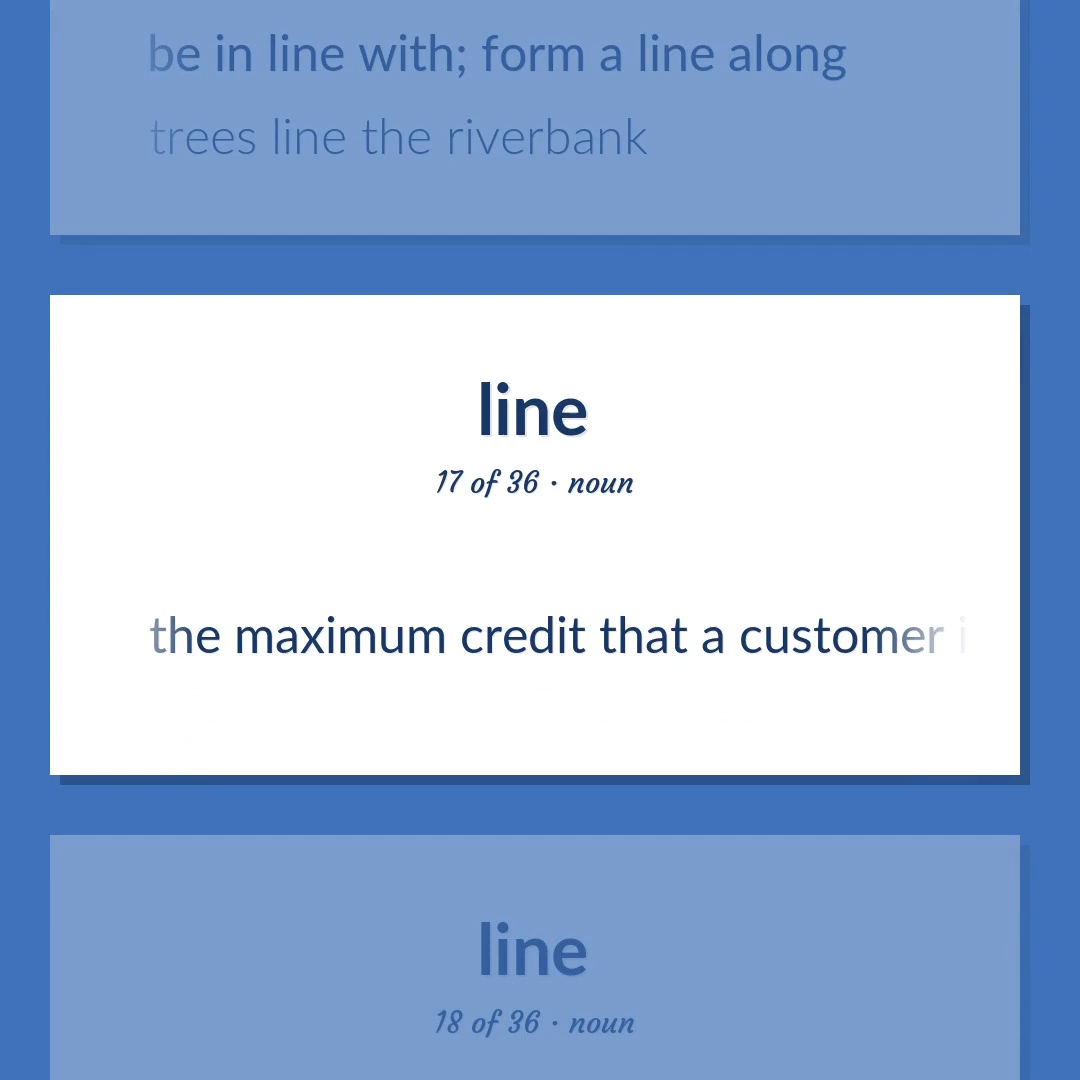 be in line with; form a line along
trees line the riverbank
line
17 of 36 · noun
the maximum credit that a customer
line
18 of 36 · noun